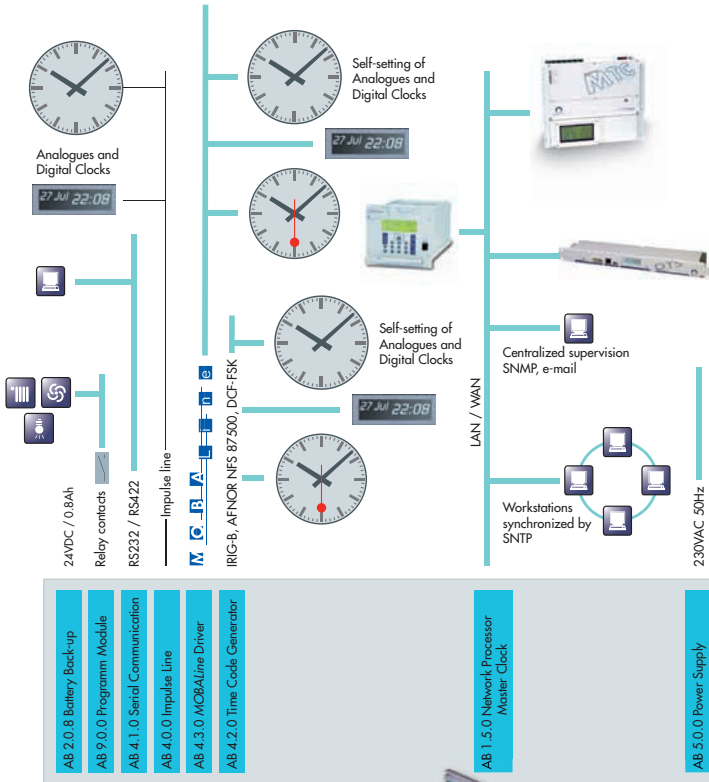 Analogues and
Digital Clocks
27 Jul 22:08
Self-setting of
Analogues and
Digital Clocks
27 Jul 22:08
Self-setting of
Analogues and
Digital Clocks
27 Jul 22:08
MTC
DTS
Centralized supervision
SNMP, e-mail
Workstations
synchronized by
SNTP
24VDC / 0.8Ah
Relay contacts
RS232 / RS422
Impulse line
MOBALine
IRIG-B, AFNOR NFS 87500, DCF-FSK
LAN / WAN
230VAC 50Hz
AB 2.0.8 Battery Back-up
AB 9.0.0 Programm Module
AB 4.1.0 Serial Communication
AB 4.0.0 Impulse Line
AB 4.3.0 MOBALine Driver
AB 4.2.0 Time Code Generator
AB 1.5.0 Network Processor
Master Clock
AB 5.0.0 Power Supply